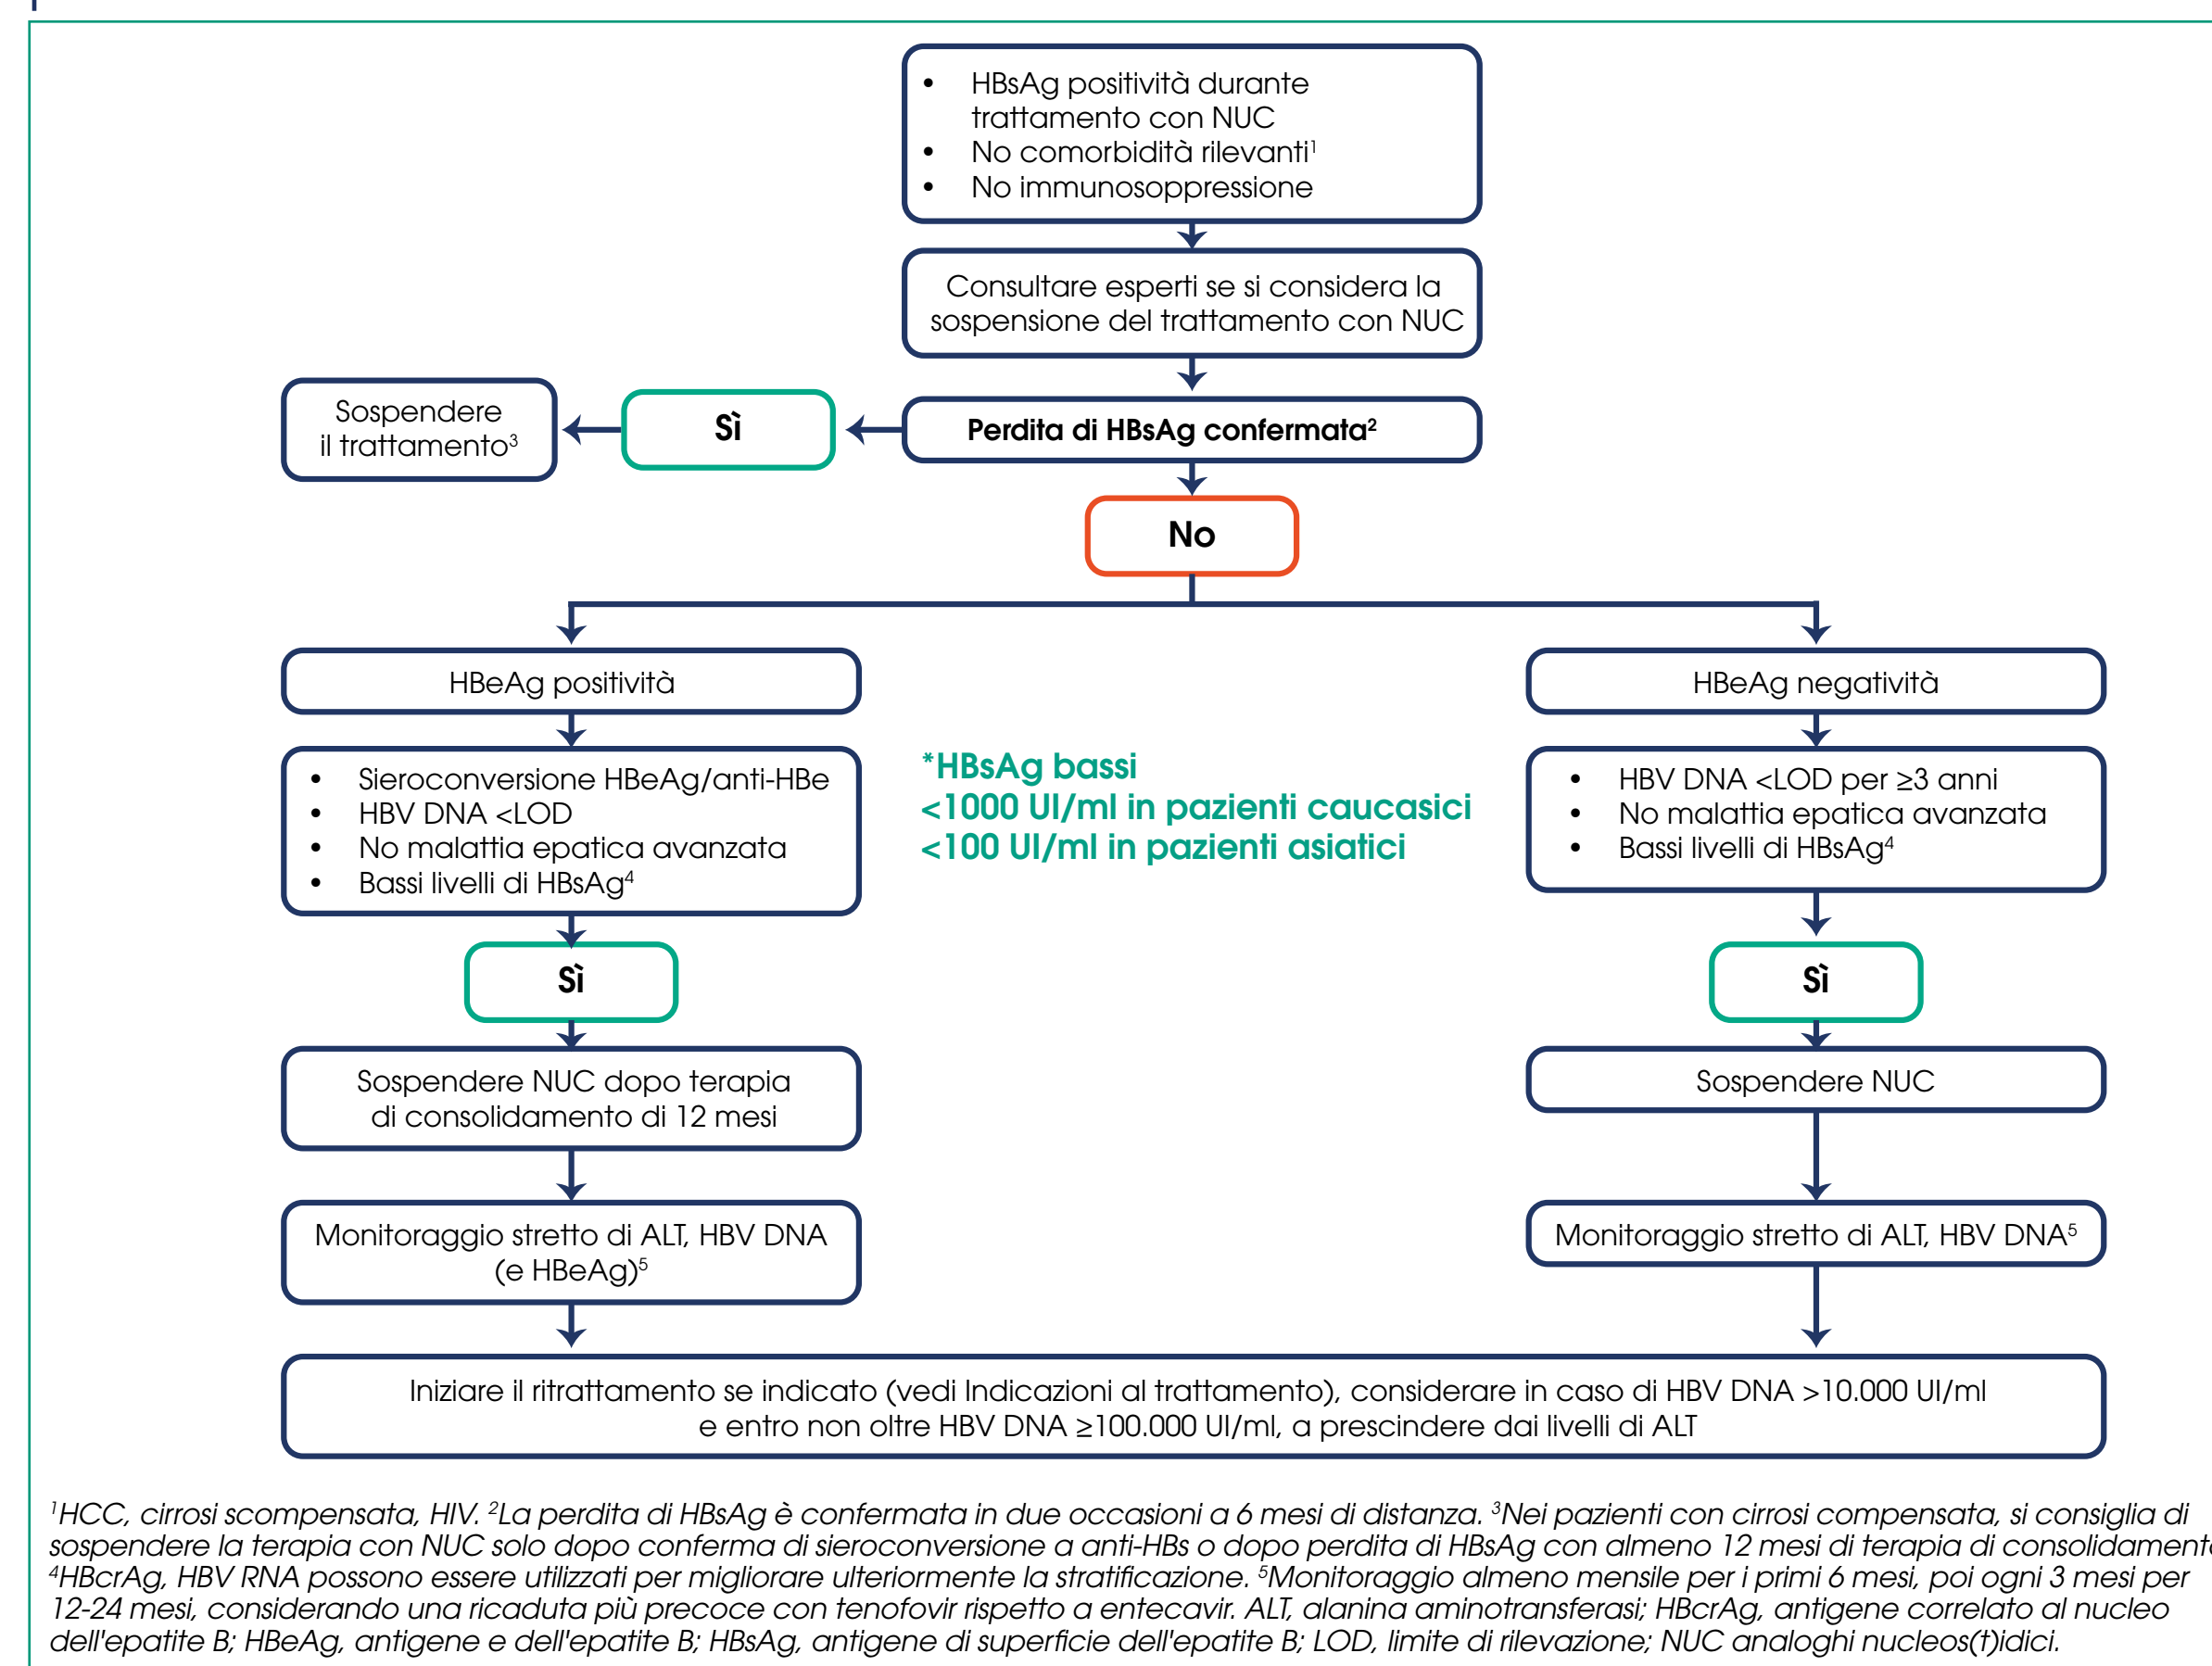 • HBsAg positività durante
trattamento con NUC
• No comorbidità rilevanti¹
• No immunosoppressione
Consultare esperti se si considera la
sospensione del trattamento con NUC
Sospendere
il trattamento³
Sì
Perdita di HBsAg confermata²
No
HBeAg positività
HBeAg negatività
• Sieroconversione HBeAg/anti-HBe
• HBV DNA <LOD
• No malattia epatica avanzata
• Bassi livelli di HBsAg⁴
*HBsAg bassi
<1000 UI/ml in pazienti caucasici
<100 UI/ml in pazienti asiatici
• HBV DNA <LOD per ≥3 anni
• No malattia epatica avanzata
• Bassi livelli di HBsAg⁴
Sì
Sì
Sospendere NUC dopo terapia
di consolidamento di 12 mesi
Sospendere NUC
Monitoraggio stretto di ALT, HBV DNA
(e HBeAg)⁵
Monitoraggio stretto di ALT, HBV DNA⁵
Iniziare il ritrattamento se indicato (vedi Indicazioni al trattamento), considerare in caso di HBV DNA >10.000 UI/ml
e entro non oltre HBV DNA ≥100.000 UI/ml, a prescindere dai livelli di ALT
¹HCC, cirrosi scompensata, HIV. ²La perdita di HBsAg è confermata in due occasioni a 6 mesi di distanza. ³Nei pazienti con cirrosi compensata, si consiglia di
sospendere la terapia con NUC solo dopo conferma di sieroconversione a anti-HBs o dopo perdita di HBsAg con almeno 12 mesi di terapia di consolidament
⁴HBcrAg, HBV RNA possono essere utilizzati per migliorare ulteriormente la stratificazione. ⁵Monitoraggio almeno mensile per i primi 6 mesi, poi ogni 3 mesi per
12-24 mesi, considerando una ricaduta più precoce con tenofovir rispetto a entecavir. ALT, alanina aminotransferasi; HBcrAg, antigene correlato al nucleo
dell'epatite B; HBeAg, antigene e dell'epatite B; HBsAg, antigene di superficie dell'epatite B; LOD, limite di rilevazione; NUC analoghi nucleos(t)idici.